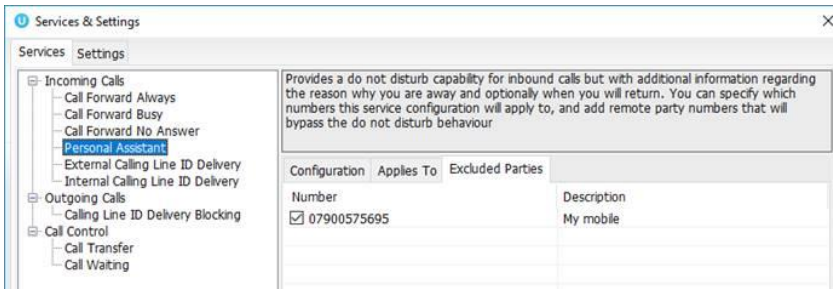 Services & Settings
Services Settings
Incoming Calls
Call Forward Always
Call Forward Busy
Call Forward No Answer
Personal Assistant
External Calling Line ID Delivery
Internal Calling Line ID Delivery
Outgoing Calls
Calling Line ID Delivery Blocking
Call Control
Call Transfer
Call Waiting
Provides a do not disturb capability for inbound calls but with additional information regarding
the reason why you are away and optionally when you will return. You can specify which
numbers this service configuration will apply to, and add remote party numbers that will
bypass the do not disturb behaviour
Configuration Applies To Excluded Parties
Number Description
07900575695 My mobile